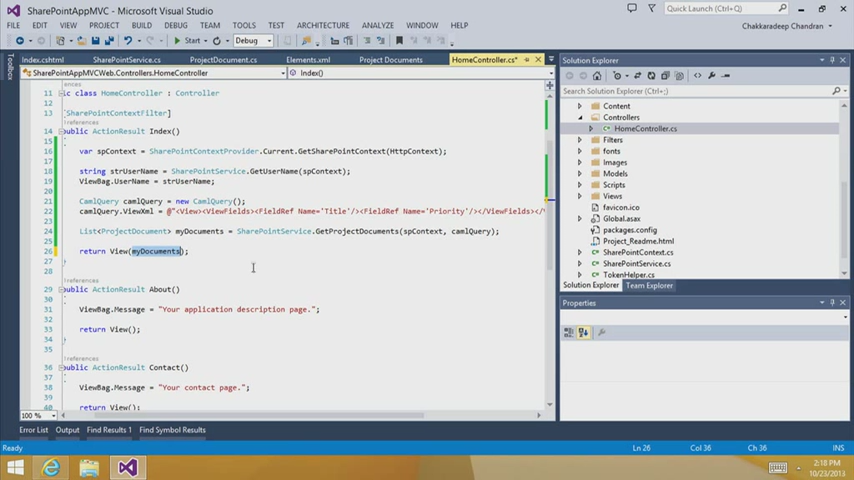 SharePointAppMVC - Microsoft Visual Studio
Quick Launch (Ctrl+Q)
FILE EDIT VIEW PROJECT BUILD DEBUG TEAM TOOLS TEST ARCHITECTURE ANALYZE WINDOW HELP
Chakkaradeep Chandran
Start Debug
Index.cshtml SharePointService.cs ProjectDocument.cs Elements.xml Project Documents HomeController.cs*
Toolbox
SharePointAppMVCWeb.Controllers.HomeController Index()
11 ic class HomeController : Controller
12
13 [SharePointContextFilter]
14 public ActionResult Index()
15
16 var spContext = SharePointContextProvider.Current.GetSharePointContext(HttpContext);
17
18 string strUserName = SharePointService.GetUserName(spContext);
19 ViewBag.UserName = strUserName;
20
21 CamlQuery camlQuery = new CamlQuery();
22 camlQuery.ViewXml = @"<View><ViewFields><FieldRef Name='Title'/><FieldRef Name='Priority'/></ViewFields></
23
24 List<ProjectDocument> myDocuments = SharePointService.GetProjectDocuments(spContext, camlQuery);
25
26 return View(myDocuments);
27
28
references
29 public ActionResult About()
30
31 ViewBag.Message = "Your application description page.";
32
33 return View();
34
35
references
36 public ActionResult Contact()
37
38 ViewBag.Message = "Your contact page.";
39
40 return View();
100 %
Solution Explorer
Search Solution Explorer (Ctrl+;)
Content
Controllers
HomeController.cs
Filters
fonts
Images
Models
Scripts
Views
favicon.ico
Global.asax
packages.config
Project_Readme.html
SharePointContext.cs
SharePointService.cs
TokenHelper.cs
Solution Explorer Team Explorer
Properties
Error List Output Find Results 1 Find Symbol Results
Ready Ln 26 Col 36 Ch 36 INS
2:18 PM
10/23/2013